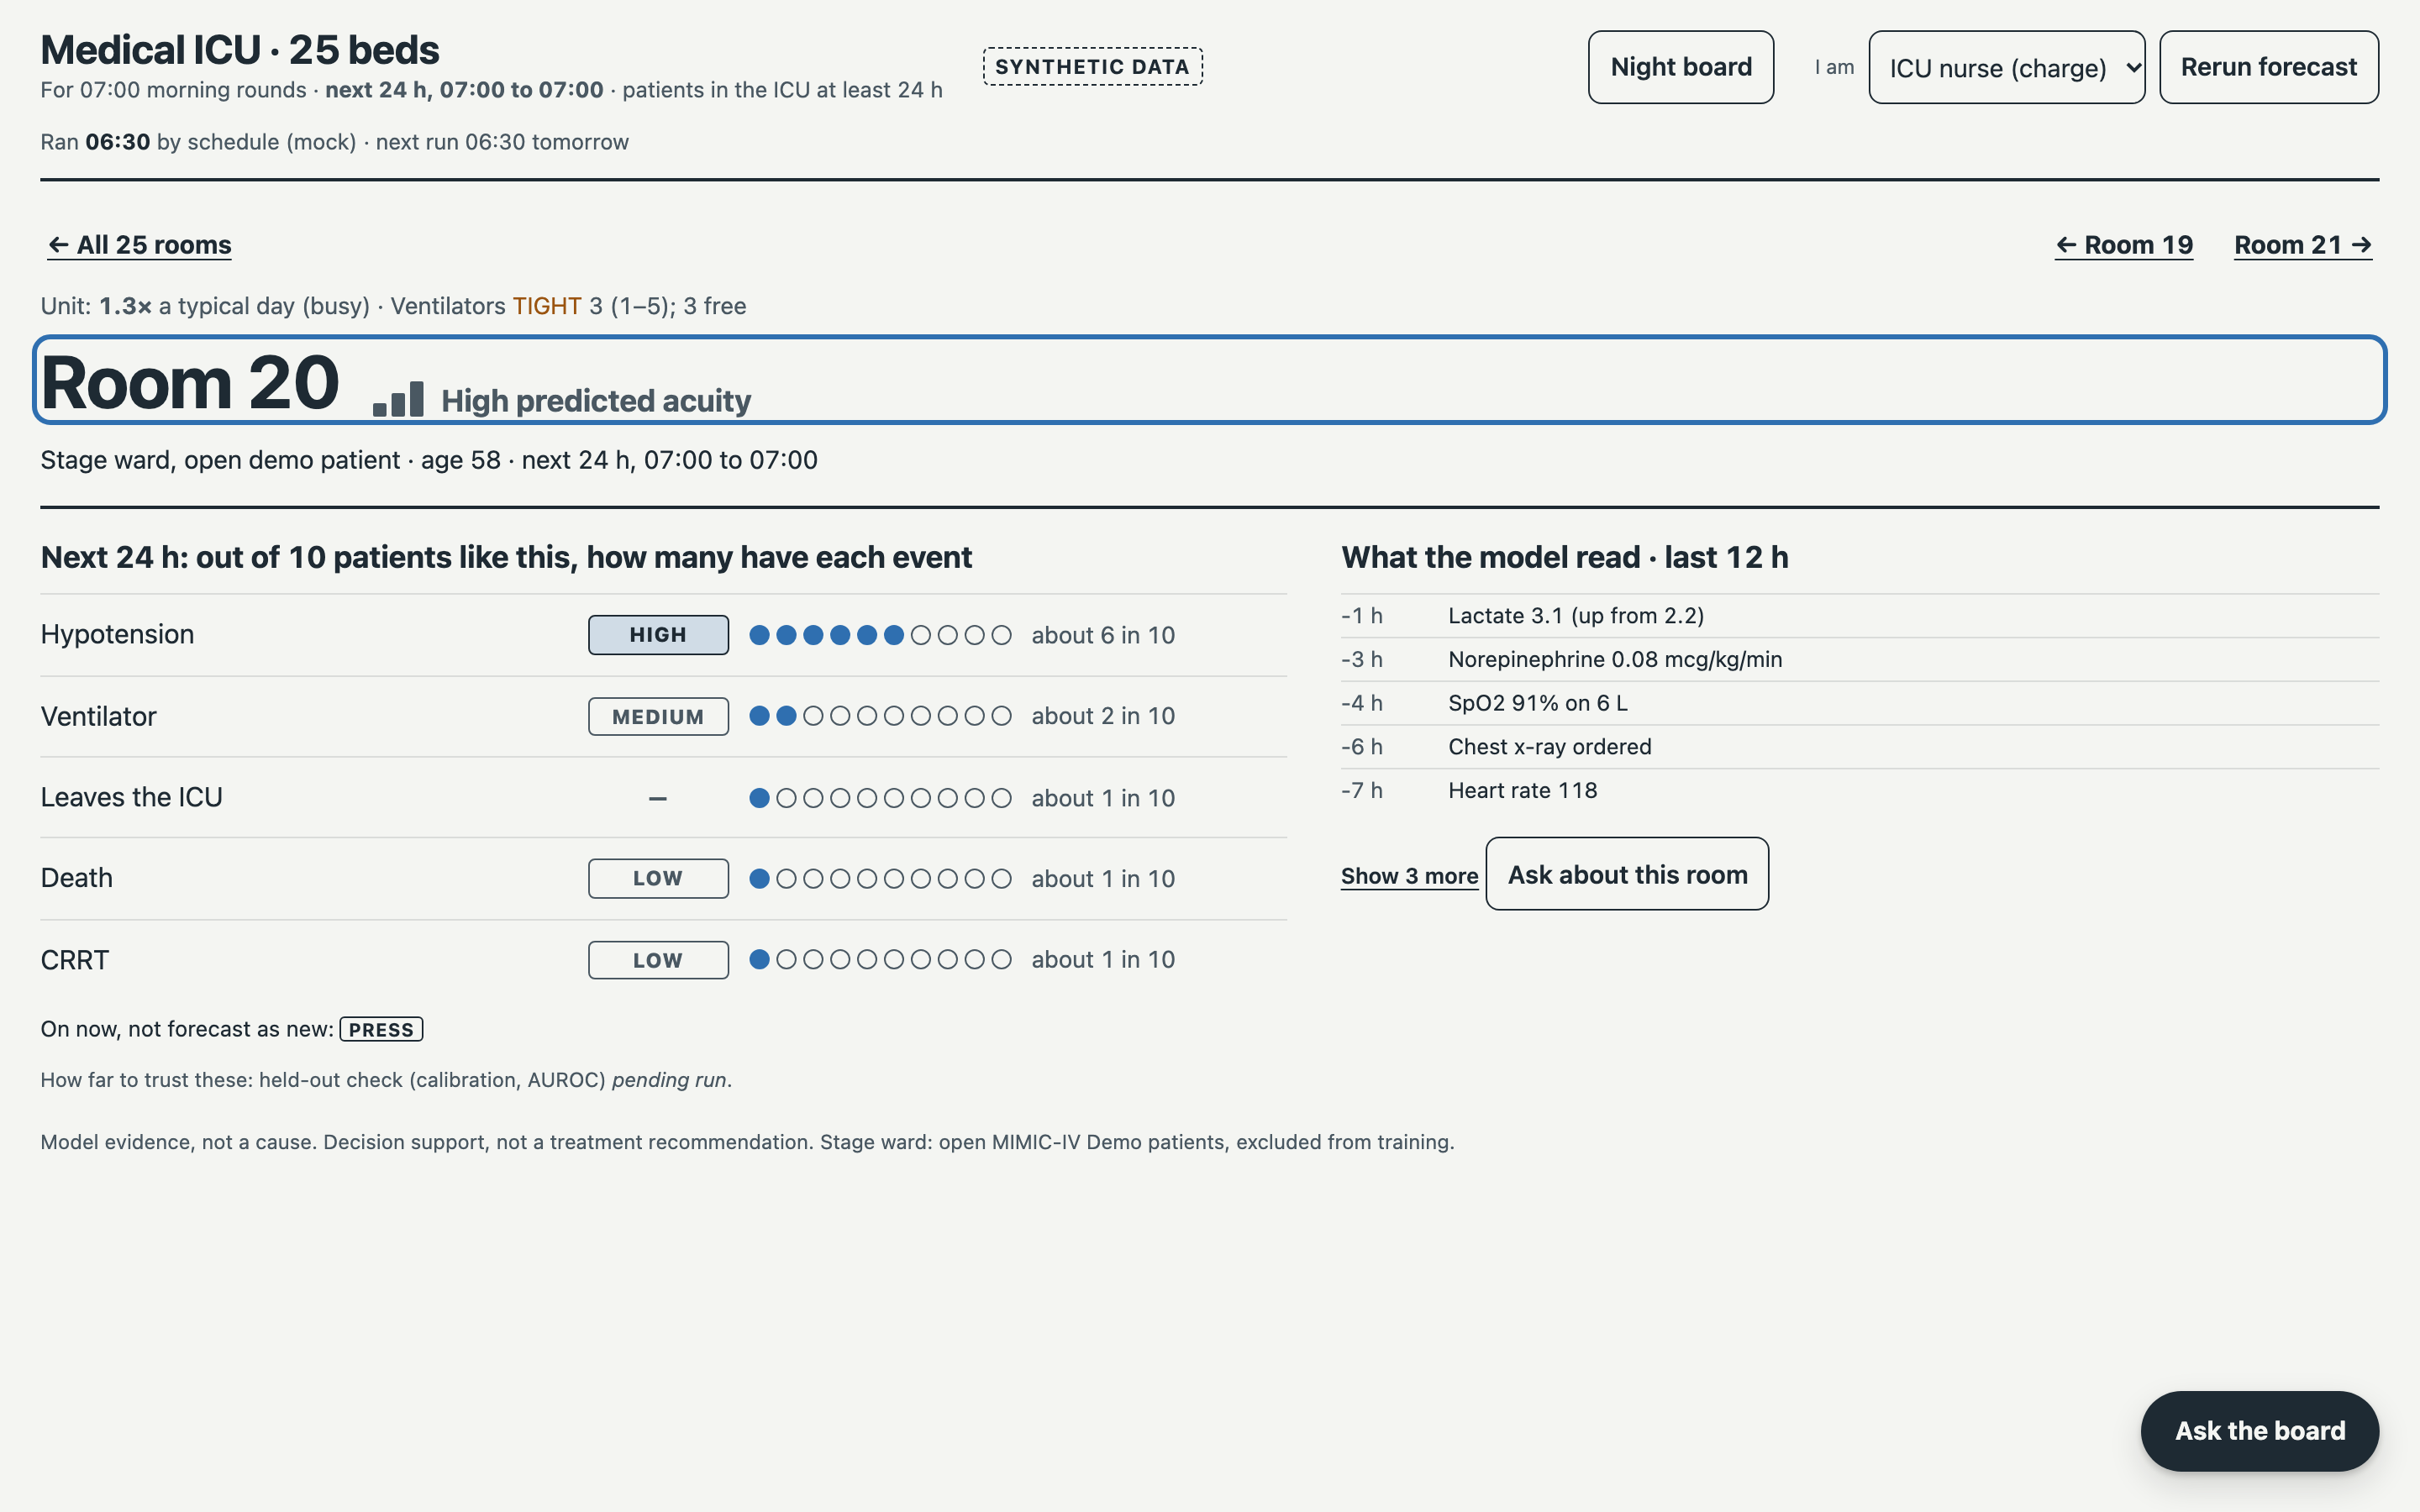 Medical ICU · 25 beds
For 07:00 morning rounds · next 24 h, 07:00 to 07:00 · patients in the ICU at least 24 h
SYNTHETIC DATA
Night board
I am
ICU nurse (charge)
Rerun forecast
Ran 06:30 by schedule (mock) · next run 06:30 tomorrow
← All 25 rooms
← Room 19
Room 21 →
Unit: 1.3× a typical day (busy) · Ventilators TIGHT 3 (1–5); 3 free
Room 20 High predicted acuity
Stage ward, open demo patient · age 58 · next 24 h, 07:00 to 07:00
Next 24 h: out of 10 patients like this, how many have each event
Hypotension HIGH about 6 in 10
Ventilator MEDIUM about 2 in 10
Leaves the ICU – about 1 in 10
Death LOW about 1 in 10
CRRT LOW about 1 in 10
On now, not forecast as new: PRESS
How far to trust these: held-out check (calibration, AUROC) pending run.
What the model read · last 12 h
-1 h Lactate 3.1 (up from 2.2)
-3 h Norepinephrine 0.08 mcg/kg/min
-4 h SpO2 91% on 6 L
-6 h Chest x-ray ordered
-7 h Heart rate 118
Show 3 more
Ask about this room
Model evidence, not a cause. Decision support, not a treatment recommendation. Stage ward: open MIMIC-IV Demo patients, excluded from training.
Ask the board